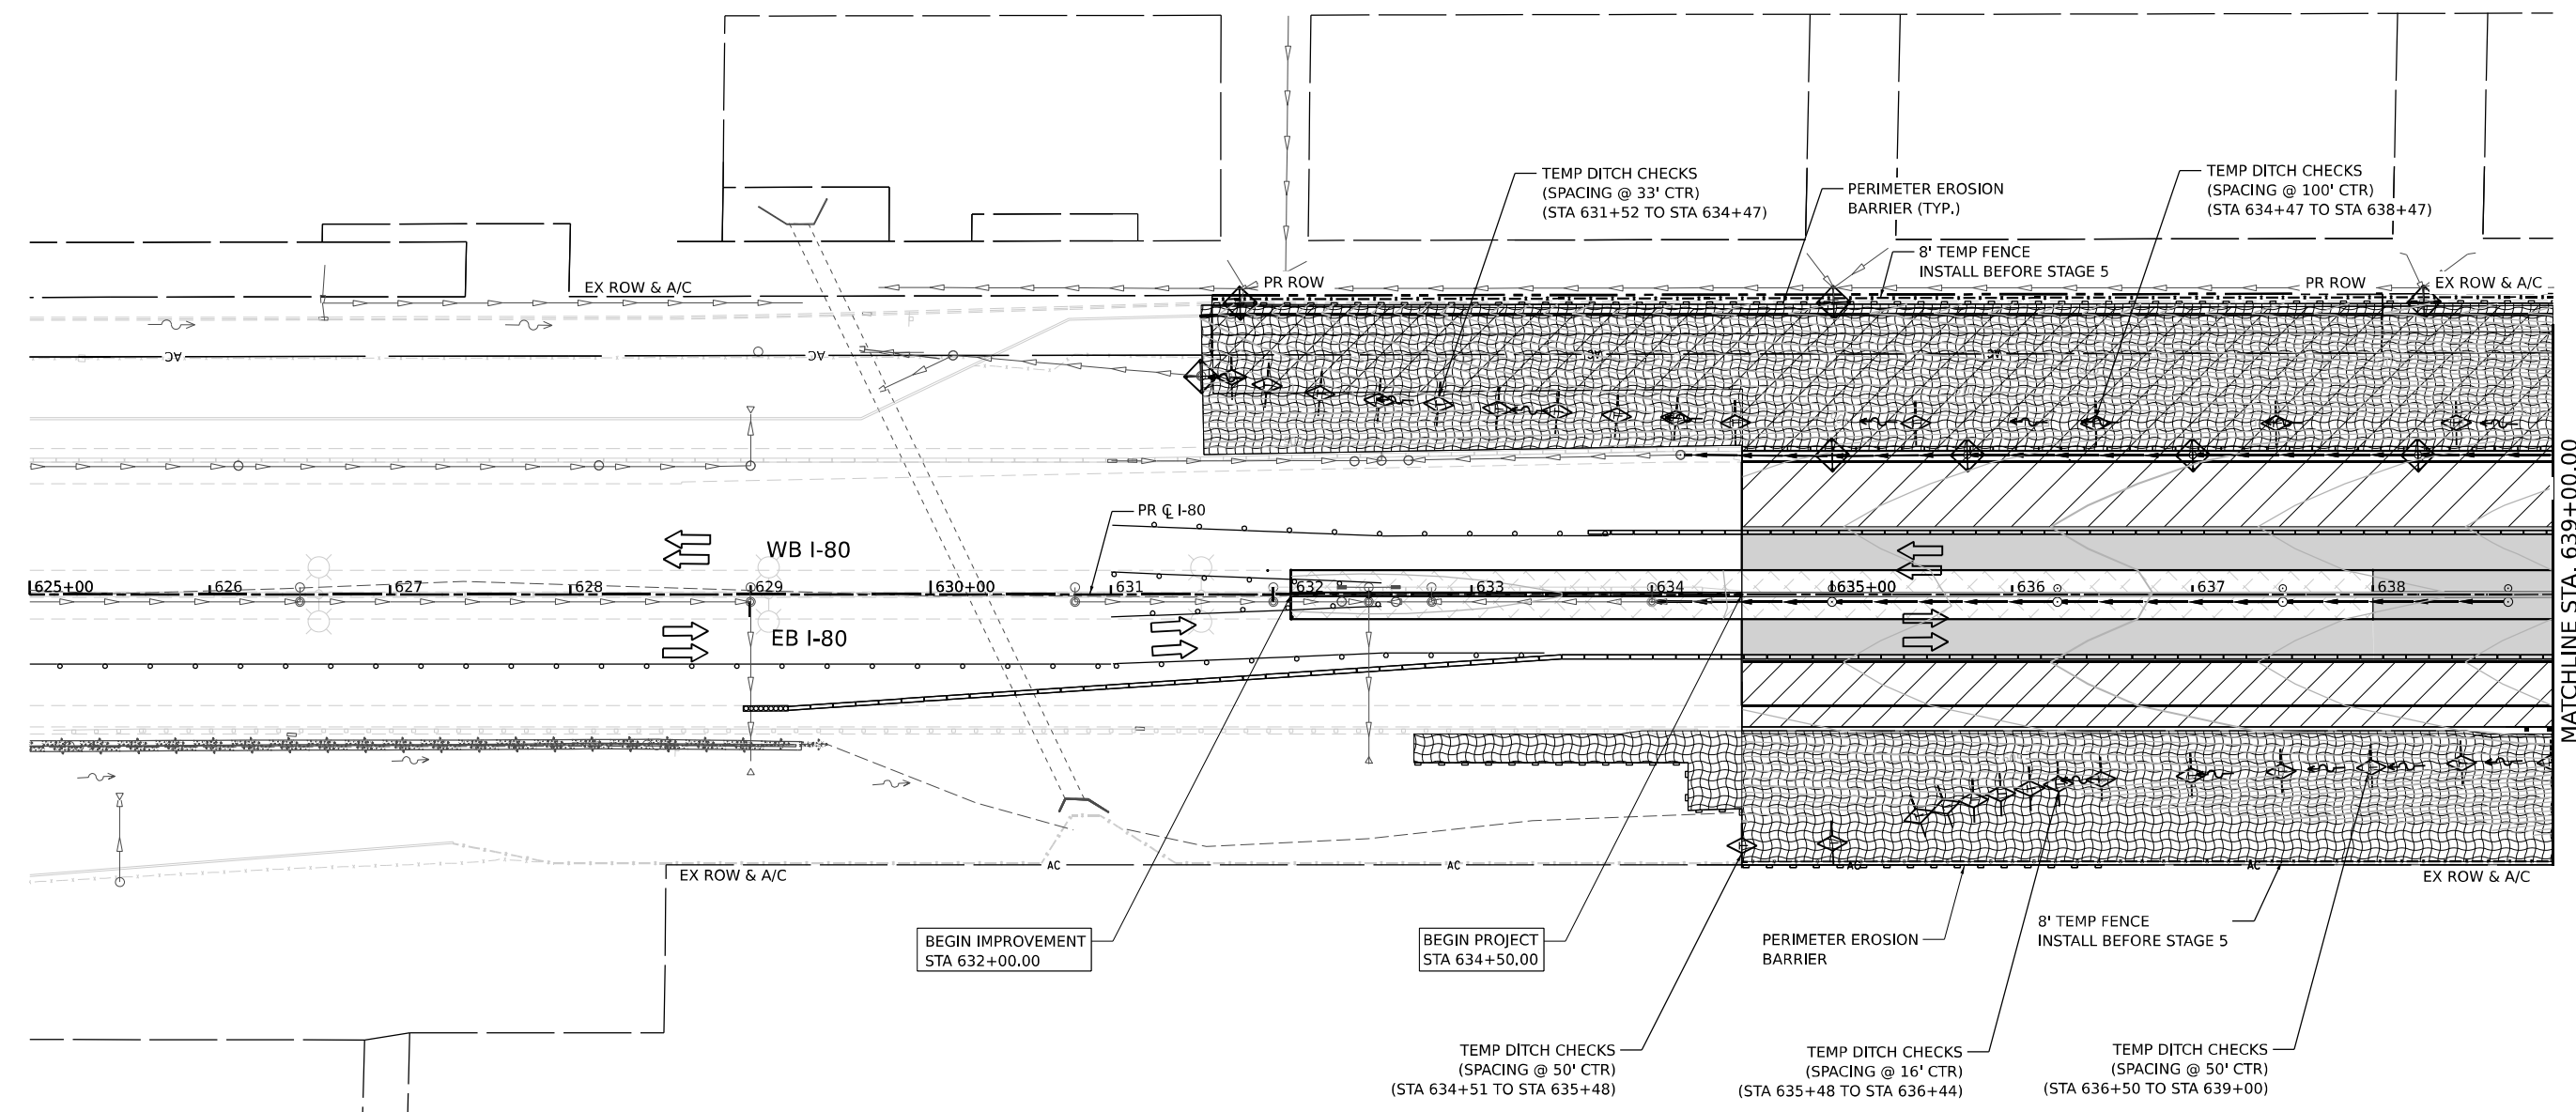 TEMP DITCH CHECKS
(SPACING @ 33' CTR)
(STA 631+52 TO STA 634+47)
PERIMETER EROSION
BARRIER (TYP.)
TEMP DITCH CHECKS
(SPACING @ 100' CTR)
(STA 634+47 TO STA 638+47)
8' TEMP FENCE
INSTALL BEFORE STAGE 5
EX ROW & A/C
PR ROW
PR ROW
EX ROW & A/C
AC
AC
MATCHLINE STA. 639+00.00
PR ℄ I-80
WB I-80
625+00
626
627
628
629
630+00
631
632
633
634
635+00
636
637
638
EB I-80
AC
AC
AC
AC
EX ROW & A/C
EX ROW & A/C
BEGIN IMPROVEMENT
STA 632+00.00
BEGIN PROJECT
STA 634+50.00
PERIMETER EROSION
BARRIER
8' TEMP FENCE
INSTALL BEFORE STAGE 5
TEMP DITCH CHECKS
(SPACING @ 50' CTR)
(STA 634+51 TO STA 635+48)
TEMP DITCH CHECKS
(SPACING @ 16' CTR)
(STA 635+48 TO STA 636+44)
TEMP DITCH CHECKS
(SPACING @ 50' CTR)
(STA 636+50 TO STA 639+00)